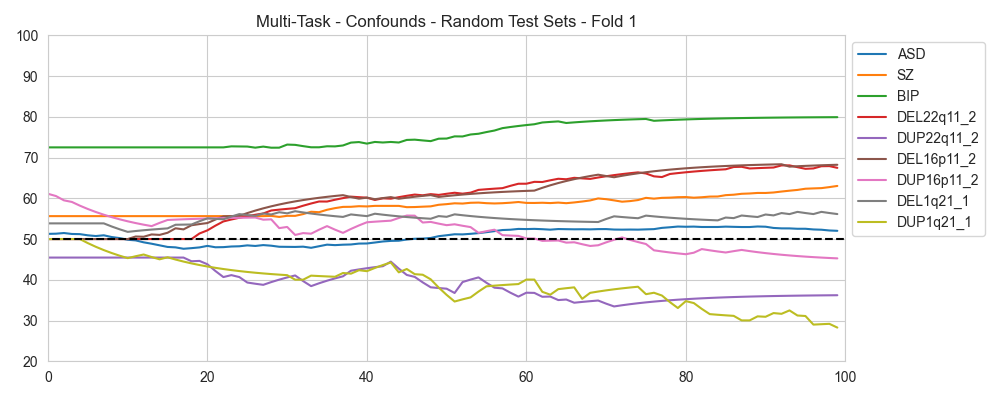 Multi-Task - Confounds - Random Test Sets - Fold 1
100
90
80
70
60
50
40
30
20
0
20
40
60
80
100
ASD
SZ
BIP
DEL22q11_2
DUP22q11_2
DEL16p11_2
DUP16p11_2
DEL1q21_1
DUP1q21_1